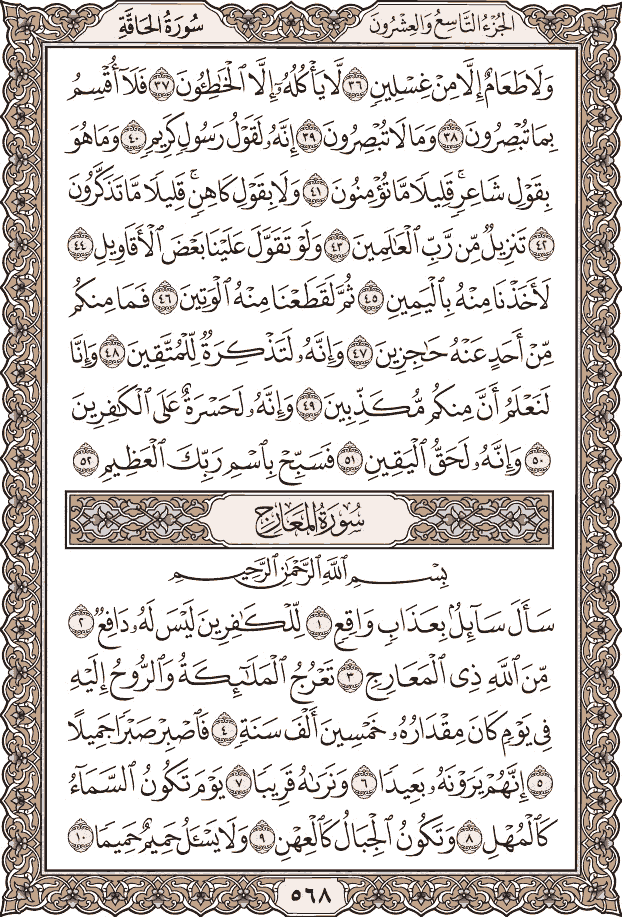 الجُزْءُ التَّاسِعُ وَالعِشْرُونَ
سُورَةُ الحَاقَّةِ
وَلَا طَعَامٌ إِلَّا مِنْ غِسْلِينٍ ٣٦ لَّا يَأْكُلُهُۥٓ إِلَّا ٱلْخَٰطِـُٔونَ ٣٧ فَلَآ أُقْسِمُ
بِمَا تُبْصِرُونَ ٣٨ وَمَا لَا تُبْصِرُونَ ٣٩ إِنَّهُۥ لَقَوْلُ رَسُولٍ كَرِيمٍ ٤٠ وَمَا هُوَ
بِقَوْلِ شَاعِرٍ ۚ قَلِيلًا مَّا تُؤْمِنُونَ ٤١ وَلَا بِقَوْلِ كَاهِنٍ ۚ قَلِيلًا مَّا تَذَكَّرُونَ
٤٢ تَنزِيلٌ مِّن رَّبِّ ٱلْعَٰلَمِينَ ٤٣ وَلَوْ تَقَوَّلَ عَلَيْنَا بَعْضَ ٱلْأَقَاوِيلِ ٤٤
لَأَخَذْنَا مِنْهُ بِٱلْيَمِينِ ٤٥ ثُمَّ لَقَطَعْنَا مِنْهُ ٱلْوَتِينَ ٤٦ فَمَا مِنكُم
مِّنْ أَحَدٍ عَنْهُ حَٰجِزِينَ ٤٧ وَإِنَّهُۥ لَتَذْكِرَةٌ لِّلْمُتَّقِينَ ٤٨ وَإِنَّا
لَنَعْلَمُ أَنَّ مِنكُم مُّكَذِّبِينَ ٤٩ وَإِنَّهُۥ لَحَسْرَةٌ عَلَى ٱلْكَٰفِرِينَ
٥٠ وَإِنَّهُۥ لَحَقُّ ٱلْيَقِينِ ٥١ فَسَبِّحْ بِٱسْمِ رَبِّكَ ٱلْعَظِيمِ ٥٢
سُورَةُ المَعَارِجِ
بِسْمِ ٱللَّهِ ٱلرَّحْمَٰنِ ٱلرَّحِيمِ
سَأَلَ سَآئِلٌۢ بِعَذَابٍ وَاقِعٍ ١ لِّلْكَٰفِرِينَ لَيْسَ لَهُۥ دَافِعٌ ٢
مِّنَ ٱللَّهِ ذِى ٱلْمَعَارِجِ ٣ تَعْرُجُ ٱلْمَلَٰٓئِكَةُ وَٱلرُّوحُ إِلَيْهِ
فِى يَوْمٍ كَانَ مِقْدَارُهُۥ خَمْسِينَ أَلْفَ سَنَةٍ ٤ فَٱصْبِرْ صَبْرًا جَمِيلًا
٥ إِنَّهُمْ يَرَوْنَهُۥ بَعِيدًا ٦ وَنَرَىٰهُ قَرِيبًا ٧ يَوْمَ تَكُونُ ٱلسَّمَآءُ
كَٱلْمُهْلِ ٨ وَتَكُونُ ٱلْجِبَالُ كَٱلْعِهْنِ ٩ وَلَا يَسْـَٔلُ حَمِيمٌ حَمِيمًا ١٠
٥٦٨